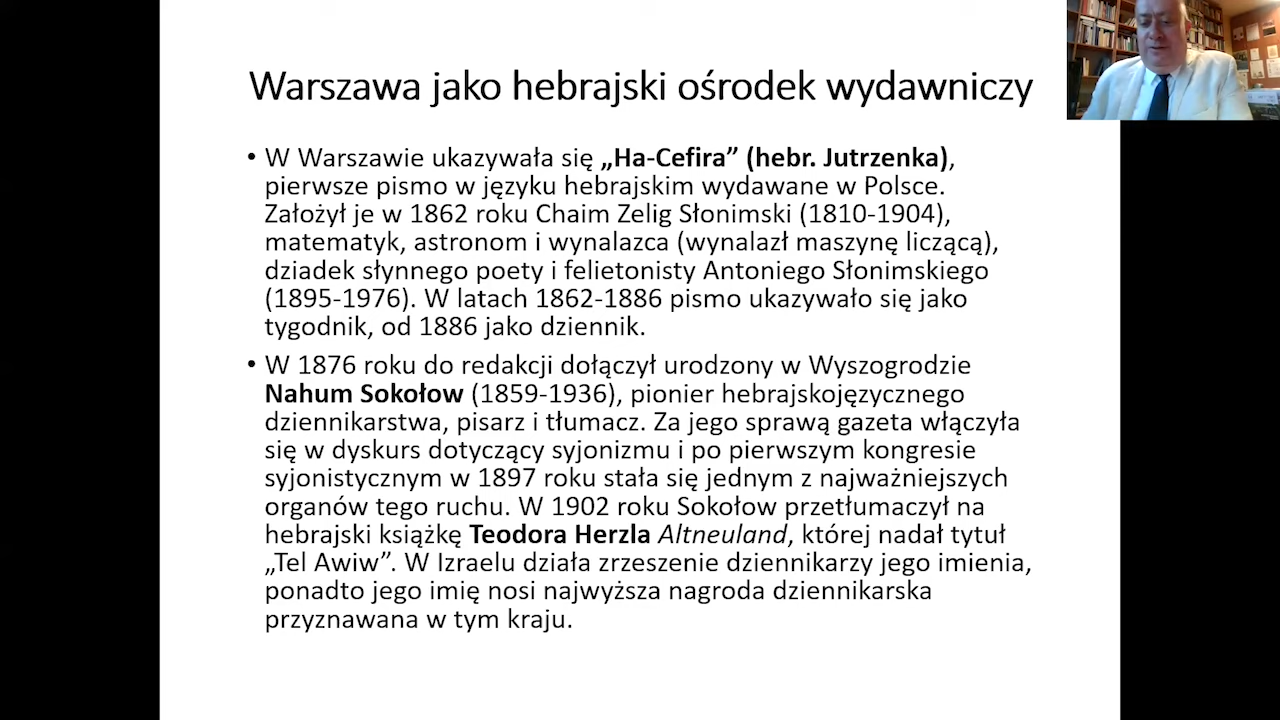 Warszawa jako hebrajski ośrodek wydawniczy
• W Warszawie ukazywała się „Ha-Cefira” (hebr. Jutrzenka),
pierwsze pismo w języku hebrajskim wydawane w Polsce.
Założył je w 1862 roku Chaim Zelig Słonimski (1810-1904),
matematyk, astronom i wynalazca (wynalazł maszynę liczącą),
dziadek słynnego poety i felietonisty Antoniego Słonimskiego
(1895-1976). W latach 1862-1886 pismo ukazywało się jako
tygodnik, od 1886 jako dziennik.
• W 1876 roku do redakcji dołączył urodzony w Wyszogrodzie
Nahum Sokołow (1859-1936), pionier hebrajskojęzycznego
dziennikarstwa, pisarz i tłumacz. Za jego sprawą gazeta włączyła
się w dyskurs dotyczący syjonizmu i po pierwszym kongresie
syjonistycznym w 1897 roku stała się jednym z najważniejszych
organów tego ruchu. W 1902 roku Sokołow przetłumaczył na
hebrajski książkę Teodora Herzla Altneuland, której nadał tytuł
„Tel Awiw”. W Izraelu działa zrzeszenie dziennikarzy jego imienia,
ponadto jego imię nosi najwyższa nagroda dziennikarska
przyznawana w tym kraju.